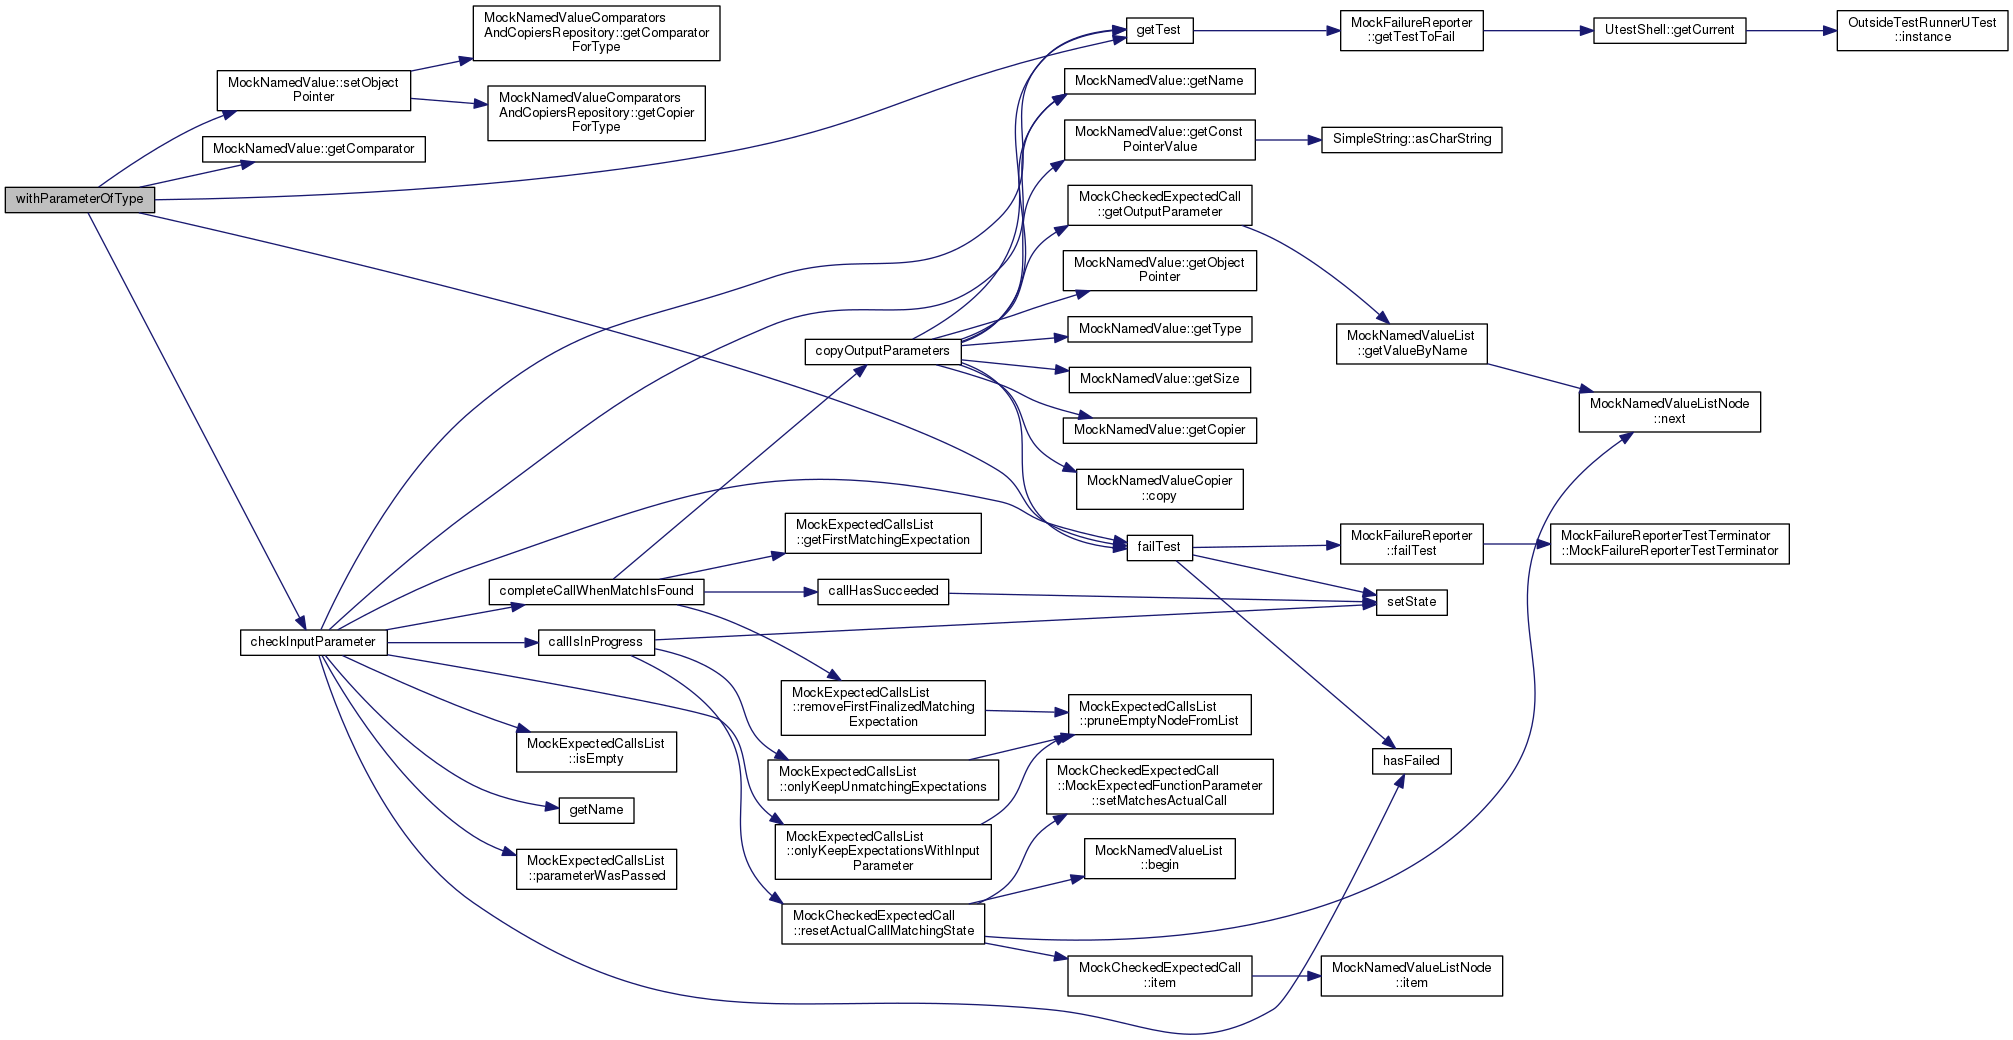 withParameterOfType
MockNamedValue::setObject
Pointer
MockNamedValue::getComparator
MockNamedValueComparators
AndCopiersRepository::getComparator
ForType
MockNamedValueComparators
AndCopiersRepository::getCopier
ForType
checkInputParameter
completeCallWhenMatchIsFound
callIsInProgress
MockExpectedCallsList
::isEmpty
getName
MockExpectedCallsList
::parameterWasPassed
copyOutputParameters
MockExpectedCallsList
::getFirstMatchingExpectation
callHasSucceeded
MockExpectedCallsList
::removeFirstFinalizedMatching
Expectation
MockExpectedCallsList
::onlyKeepUnmatchingExpectations
MockExpectedCallsList
::onlyKeepExpectationsWithInput
Parameter
MockCheckedExpectedCall
::resetActualCallMatchingState
getTest
MockNamedValue::getName
MockNamedValue::getConst
PointerValue
MockCheckedExpectedCall
::getOutputParameter
MockNamedValue::getObject
Pointer
MockNamedValue::getType
MockNamedValue::getSize
MockNamedValue::getCopier
MockNamedValueCopier
::copy
failTest
MockExpectedCallsList
::pruneEmptyNodeFromList
MockCheckedExpectedCall
::MockExpectedFunctionParameter
::setMatchesActualCall
MockNamedValueList
::begin
MockCheckedExpectedCall
::item
MockFailureReporter
::getTestToFail
SimpleString::asCharString
MockNamedValueList
::getValueByName
MockFailureReporter
::failTest
setState
hasFailed
MockNamedValueListNode
::item
UtestShell::getCurrent
MockNamedValueListNode
::next
MockFailureReporterTestTerminator
::MockFailureReporterTestTerminator
OutsideTestRunnerUTest
::instance